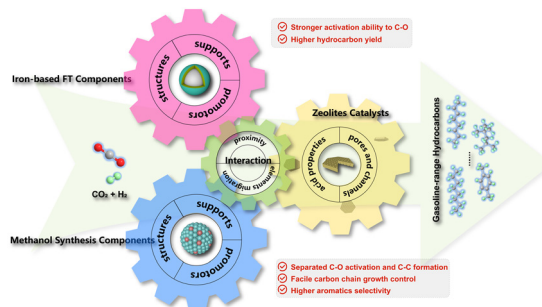 Stronger activation ability to C-O
Higher hydrocarbon yield
Iron-based FT Components
structures
supports
promotors
Zeolites Catalysts
proximity
Interaction
elements migration
acid properties
pores and channels
Gasoline-range Hydrocarbons
......
CO₂ + H₂
Methanol Synthesis Components
structures
supports
promotors
Separated C-O activation and C-C formation
Facile carbon chain growth control
Higher aromatics selectivity